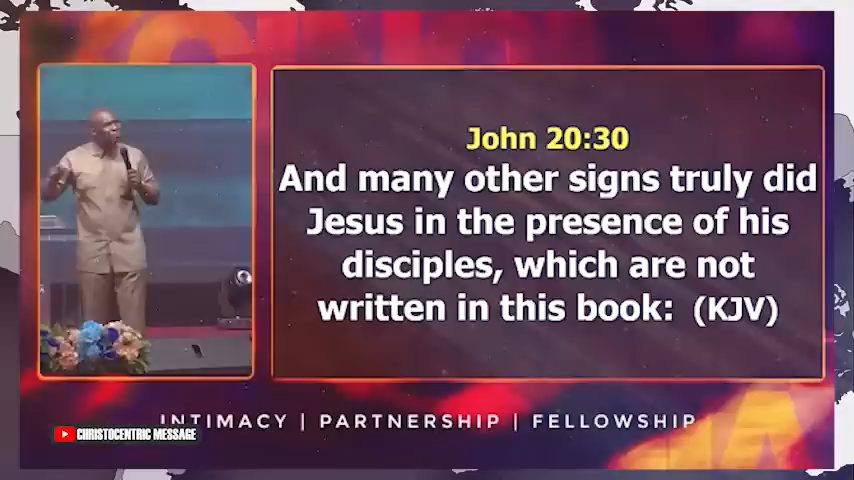 John 20:30
And many other signs truly did
Jesus in the presence of his
disciples, which are not
written in this book: (KJV)
INTIMACY | PARTNERSHIP | FELLOWSHIP
CHRISTOCENTRIC MESSAGE